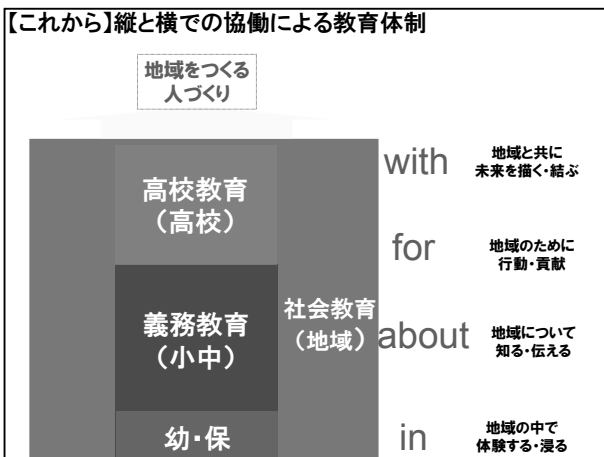 【これから】縦と横での協働による教育体制
地域をつくる
人づくり
高校教育
（高校）
with
地域と共に
未来を描く・結ぶ
for
地域のために
行動・貢献
義務教育
（小中）
社会教育
（地域）
about
地域について
知る・伝える
幼・保
in
地域の中で
体験する・浸る